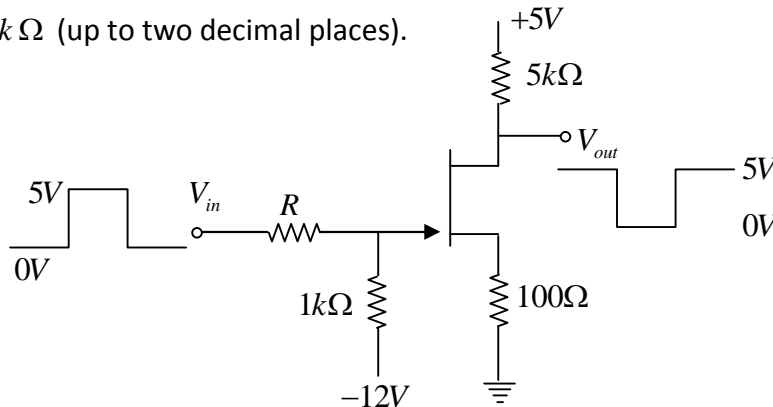 kΩ (up to two decimal places).
+5V
5kΩ
V_out
5V
V_in
R
5V
0V
0V
1kΩ
100Ω
−12V